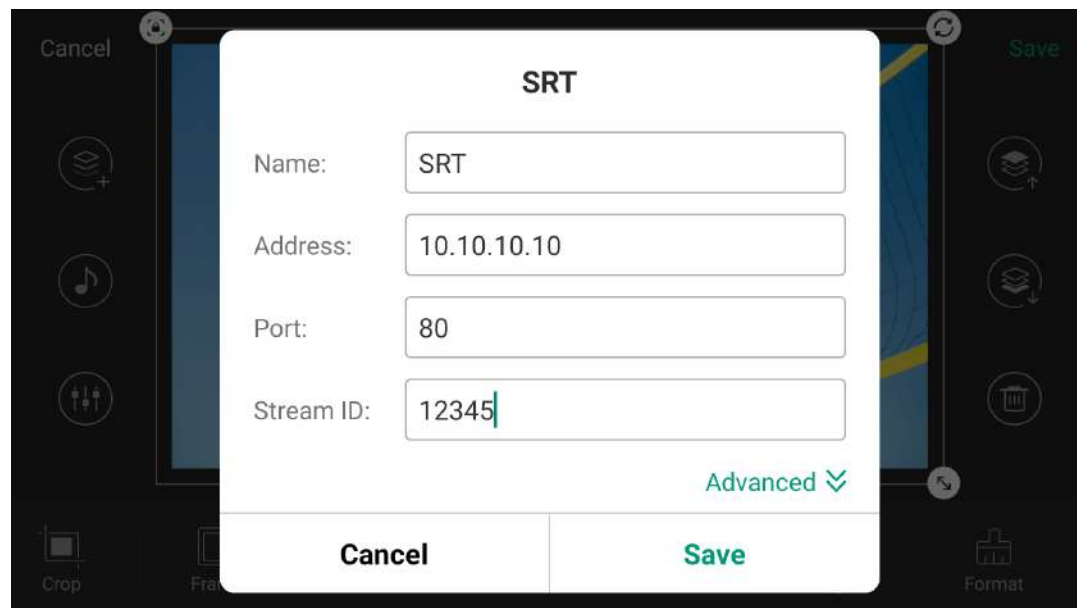 Cancel
Save
SRT
Name: SRT
Address: 10.10.10.10
Port: 80
Stream ID: 12345
Advanced
Cancel
Save
Crop
Fra
Format